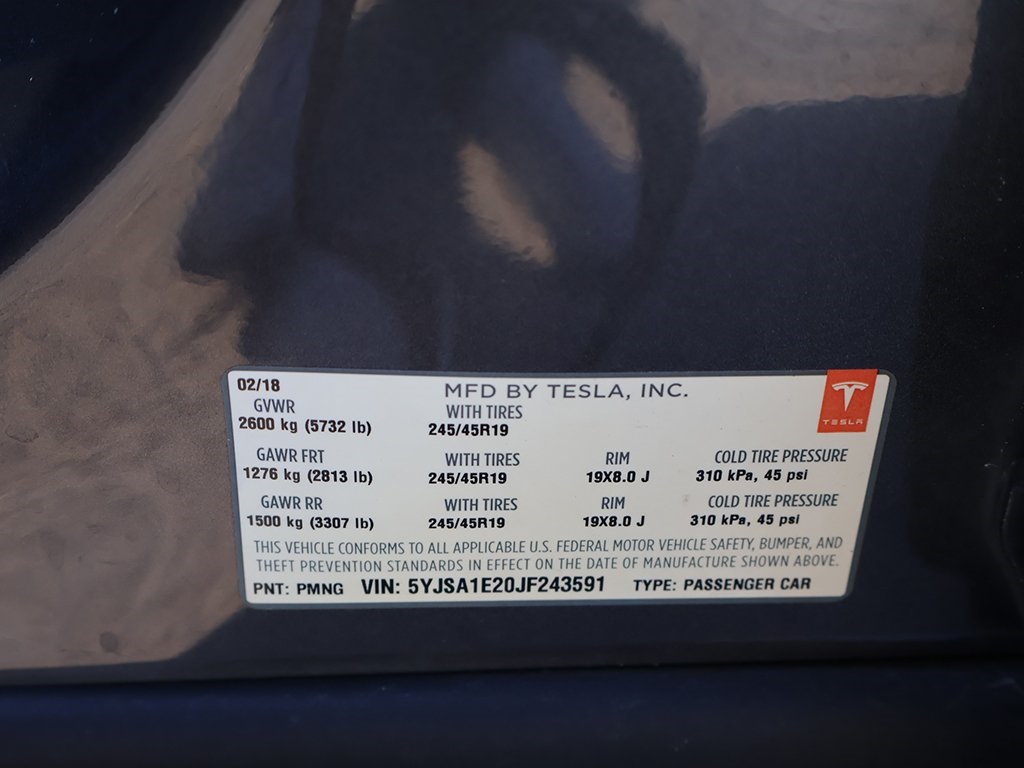 02/18 MFD BY TESLA, INC.
TESLA
GVWR WITH TIRES
2600 kg (5732 lb) 245/45R19
GAWR FRT WITH TIRES RIM COLD TIRE PRESSURE
1276 kg (2813 lb) 245/45R19 19X8.0 J 310 kPa, 45 psi
GAWR RR WITH TIRES RIM COLD TIRE PRESSURE
1500 kg (3307 lb) 245/45R19 19X8.0 J 310 kPa, 45 psi
THIS VEHICLE CONFORMS TO ALL APPLICABLE U.S. FEDERAL MOTOR VEHICLE SAFETY, BUMPER, AND
THEFT PREVENTION STANDARDS IN EFFECT ON THE DATE OF MANUFACTURE SHOWN ABOVE.
PNT: PMNG VIN: 5YJSA1E20JF243591 TYPE: PASSENGER CAR